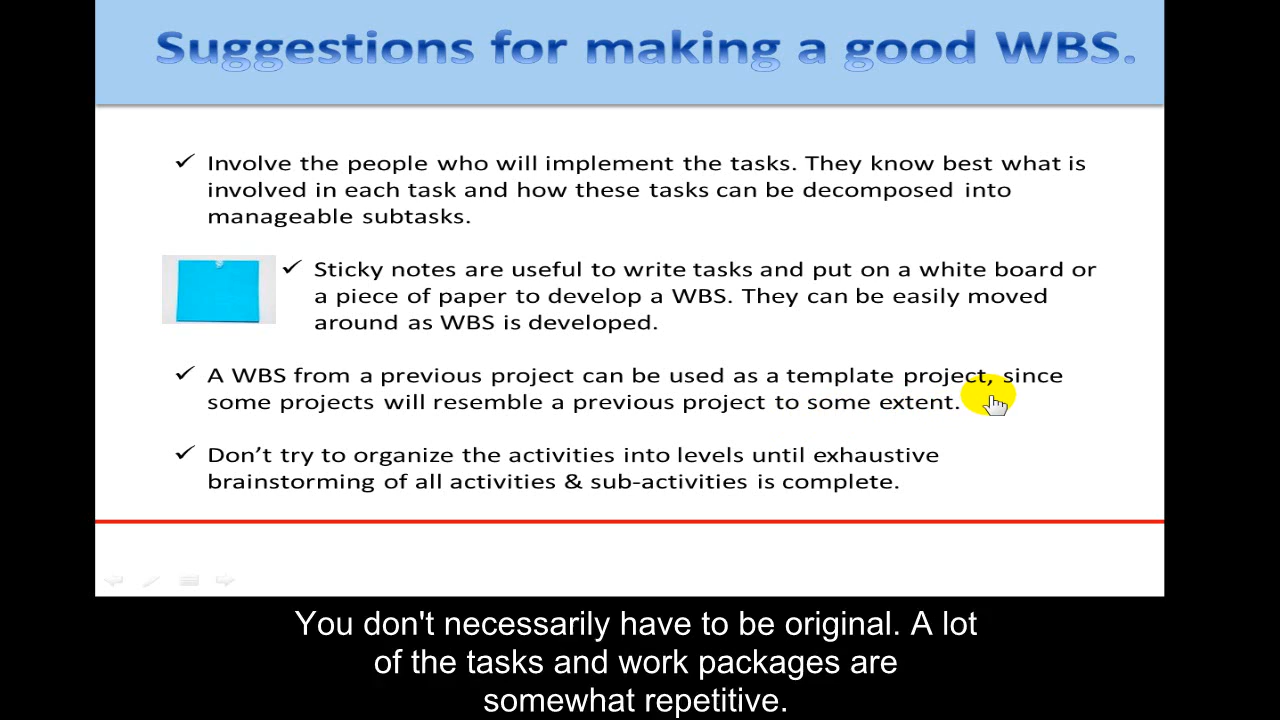 Suggestions for making a good WBS.
✓ Involve the people who will implement the tasks. They know best what is
involved in each task and how these tasks can be decomposed into
manageable subtasks.
✓ Sticky notes are useful to write tasks and put on a white board or
a piece of paper to develop a WBS. They can be easily moved
around as WBS is developed.
✓ A WBS from a previous project can be used as a template project, since
some projects will resemble a previous project to some extent.
✓ Don’t try to organize the activities into levels until exhaustive
brainstorming of all activities & sub-activities is complete.
You don't necessarily have to be original. A lot
of the tasks and work packages are
somewhat repetitive.